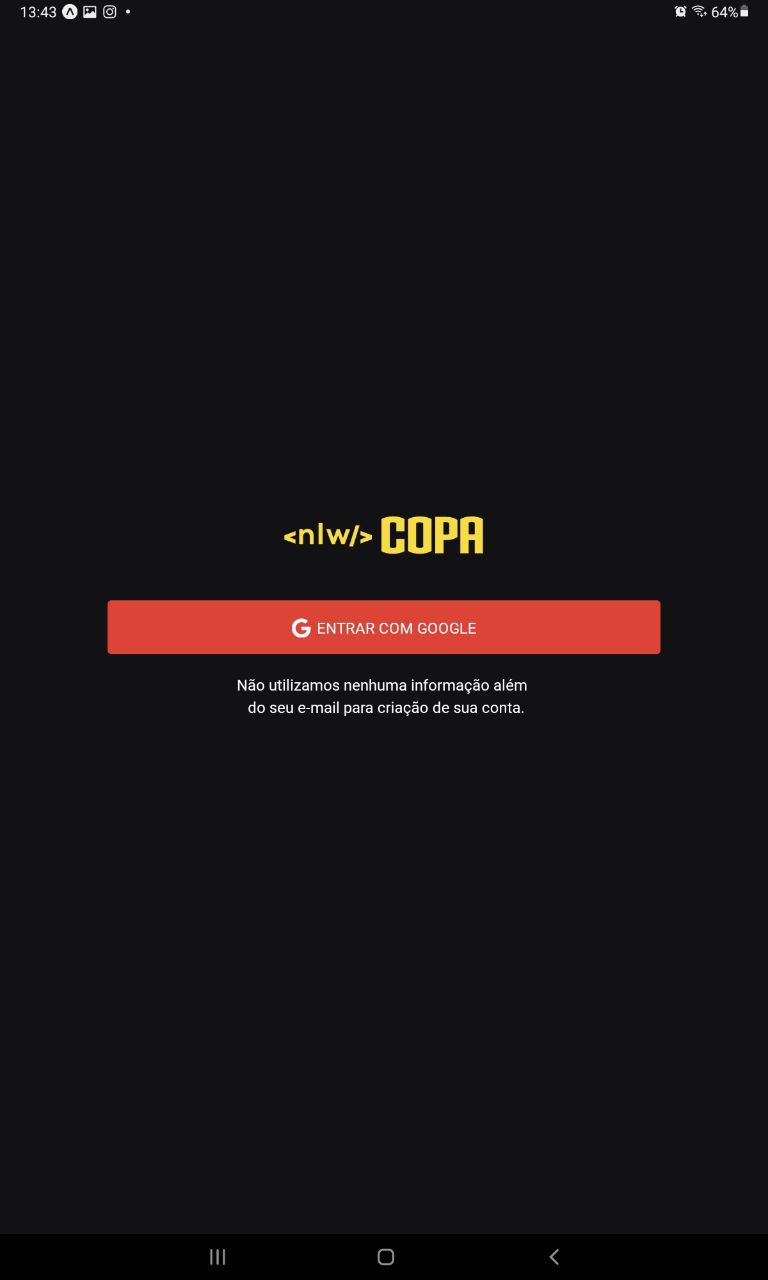 13:43 64%
<nlw/> COPA
ENTRAR COM GOOGLE
Não utilizamos nenhuma informação além
do seu e-mail para criação de sua conta.